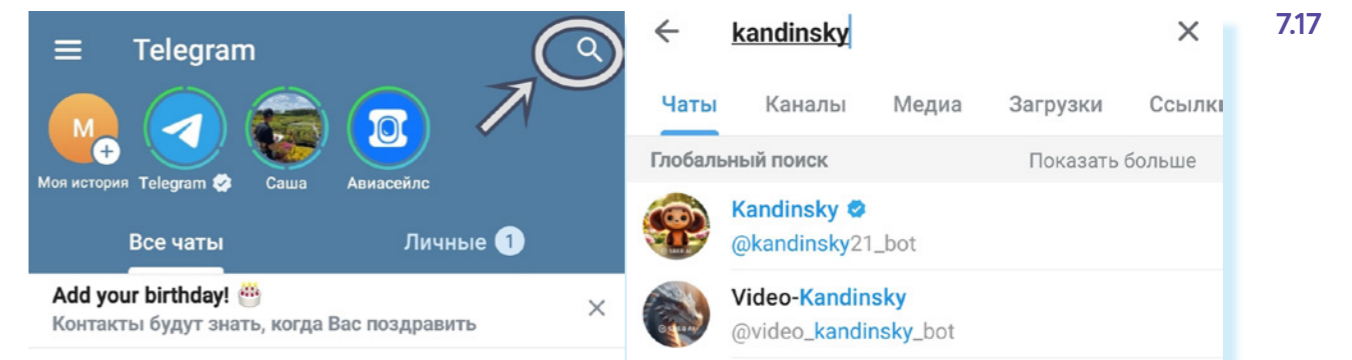 Telegram
М
Моя история
Telegram
Саша
Авиасейлс
Все чаты
Личные 1
Add your birthday! 🎂
Контакты будут знать, когда Вас поздравить
kandinsky
Чаты Каналы Медиа Загрузки Ссылки
Глобальный поиск Показать больше
Kandinsky
@kandinsky21_bot
Video-Kandinsky
@video_kandinsky_bot
7.17